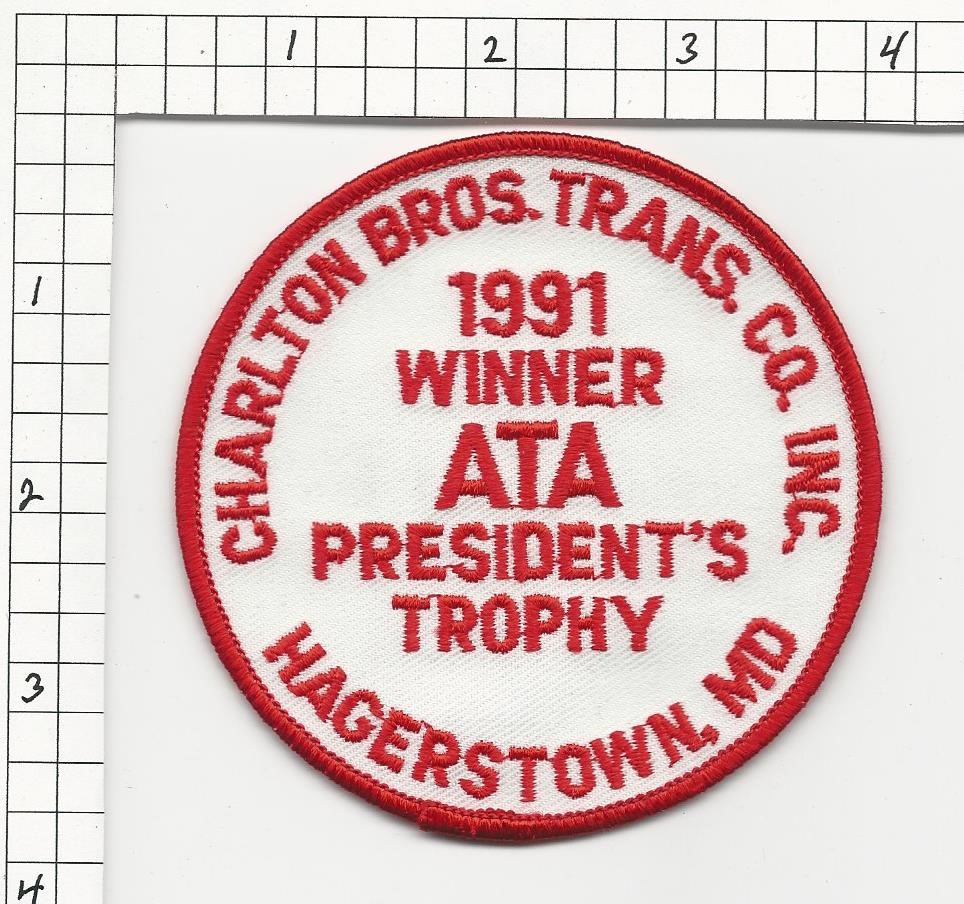 1 2 3 4
1
2
3
4
CHARLTON BROS. TRANS. CO. INC.
1991
WINNER
ATA
PRESIDENT'S
TROPHY
HAGERSTOWN, MD